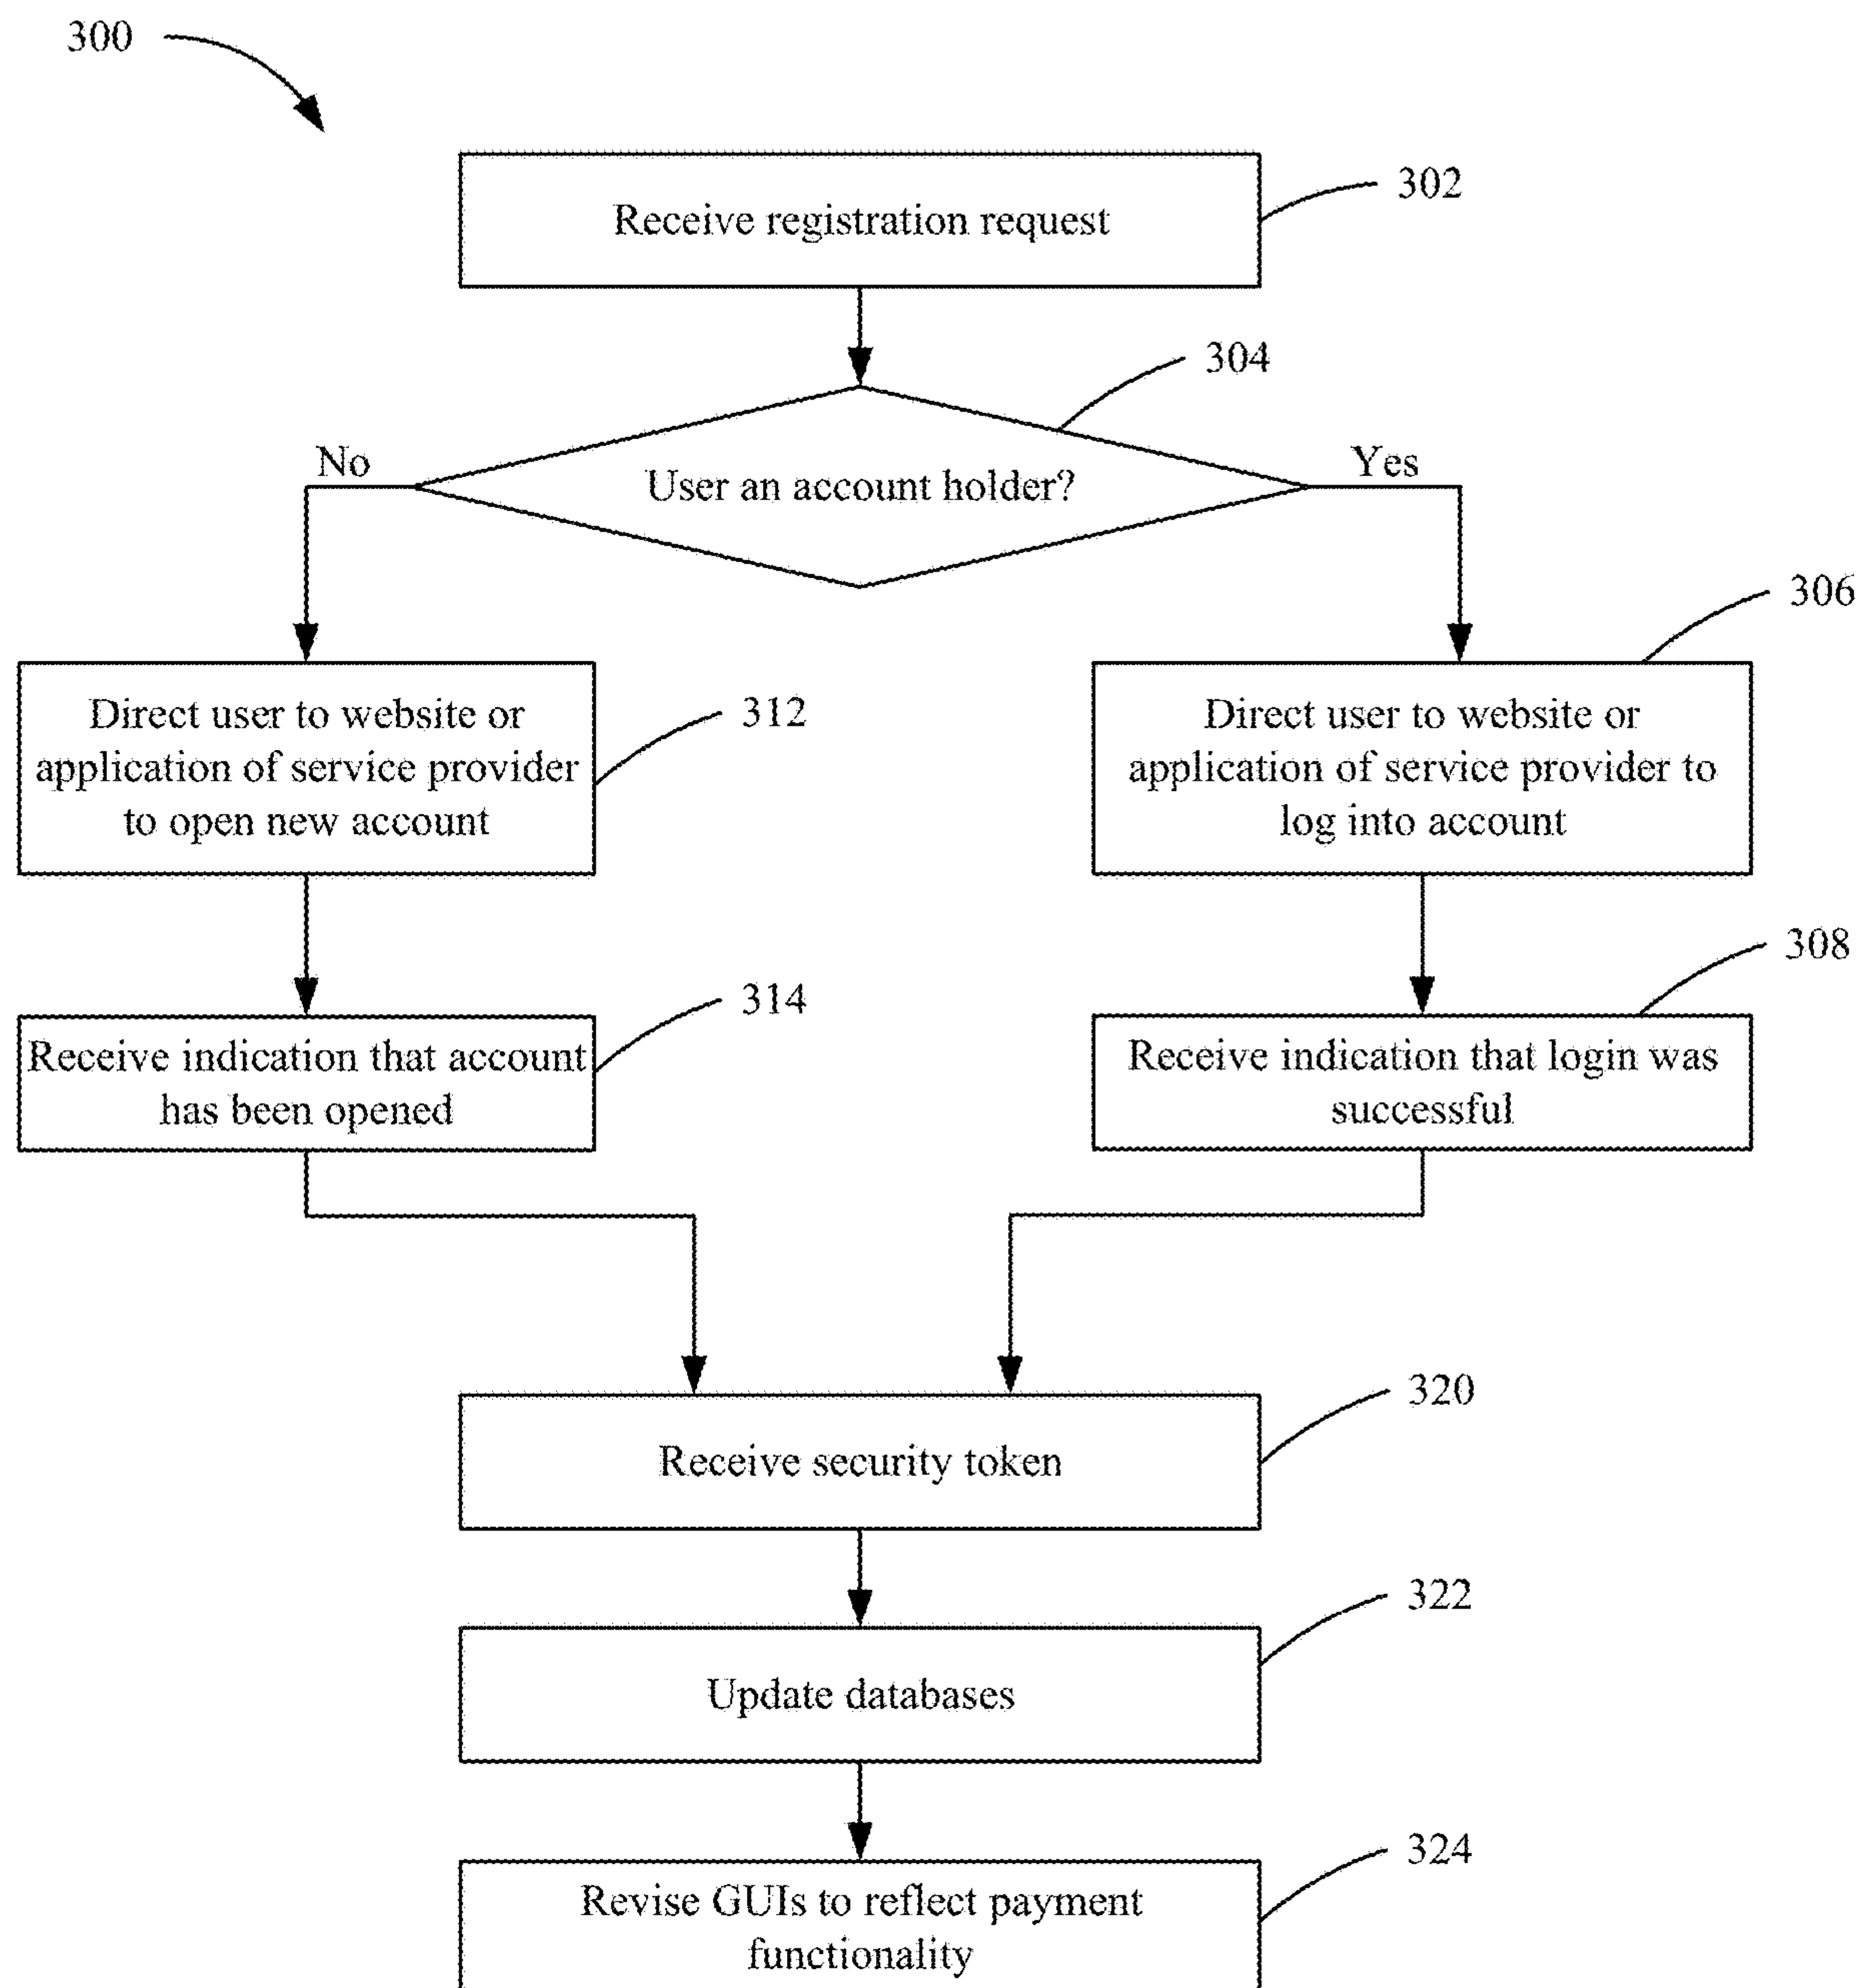 300
Receive registration request
302
304
No
User an account holder?
Yes
306
Direct user to website or
application of service provider
to open new account
312
Direct user to website or
application of service provider to
log into account
308
314
Receive indication that account
has been opened
Receive indication that login was
successful
320
Receive security token
322
Update databases
324
Revise GUIs to reflect payment
functionality